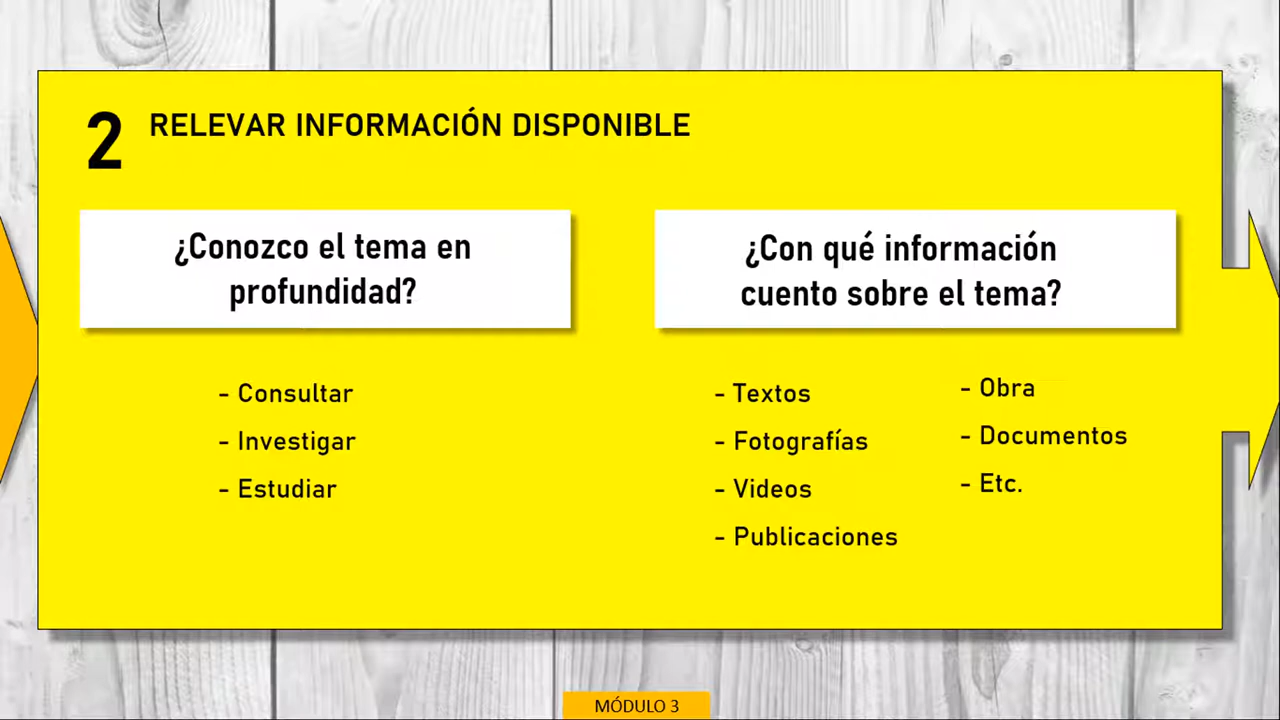 2
RELEVAR INFORMACIÓN DISPONIBLE
¿Conozco el tema en
profundidad?
- Consultar
- Investigar
- Estudiar
¿Con qué información
cuento sobre el tema?
- Textos
- Fotografías
- Videos
- Publicaciones
- Obra
- Documentos
- Etc.
MÓDULO 3